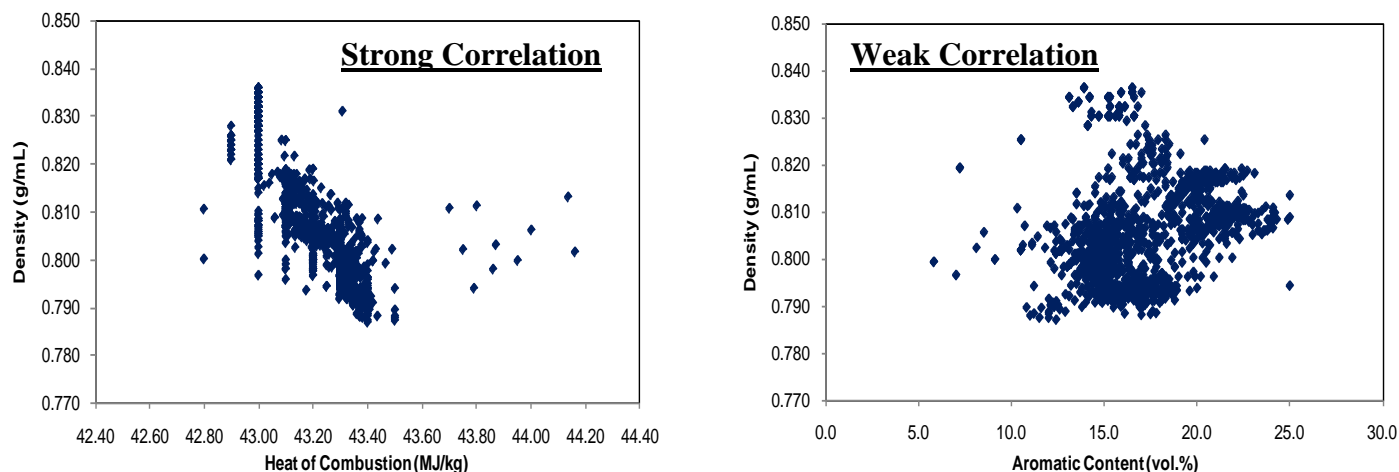 Strong Correlation
Density (g/mL)
0.850
0.840
0.830
0.820
0.810
0.800
0.790
0.780
0.770
42.40 42.60 42.80 43.00 43.20 43.40 43.60 43.80 44.00 44.20 44.40
Heat of Combustion (MJ/kg)
Weak Correlation
Density (g/mL)
0.850
0.840
0.830
0.820
0.810
0.800
0.790
0.780
0.770
0.0 5.0 10.0 15.0 20.0 25.0 30.0
Aromatic Content (vol.%)